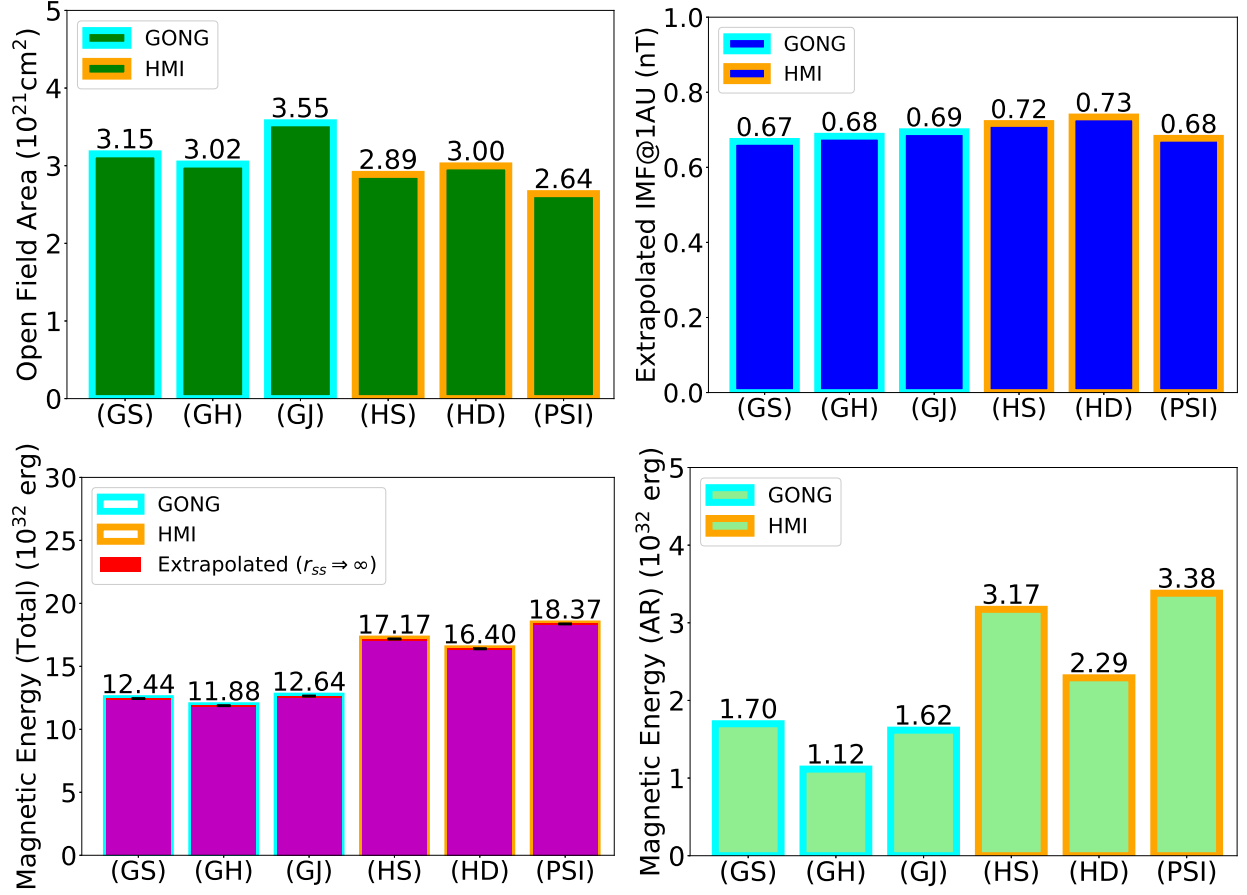 Open Field Area (10²¹cm²)
5
4
3
2
1
0
GONG
HMI
3.15
3.02
3.55
2.89
3.00
2.64
(GS) (GH) (GJ) (HS) (HD) (PSI)
Extrapolated IMF@1AU (nT)
1.0
0.8
0.6
0.4
0.2
0.0
GONG
HMI
0.67
0.68
0.69
0.72
0.73
0.68
(GS) (GH) (GJ) (HS) (HD) (PSI)
Magnetic Energy (Total) (10³² erg)
30
25
20
15
10
5
0
GONG
HMI
Extrapolated (r_ss ⇒ ∞)
12.44
11.88
12.64
17.17
16.40
18.37
(GS) (GH) (GJ) (HS) (HD) (PSI)
Magnetic Energy (AR) (10³² erg)
5
4
3
2
1
0
GONG
HMI
1.70
1.12
1.62
3.17
2.29
3.38
(GS) (GH) (GJ) (HS) (HD) (PSI)